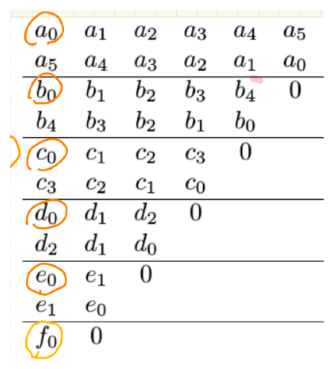 a₀ a₁ a₂ a₃ a₄ a₅
a₅ a₄ a₃ a₂ a₁ a₀
b₀ b₁ b₂ b₃ b₄ 0
b₄ b₃ b₂ b₁ b₀
c₀ c₁ c₂ c₃ 0
c₃ c₂ c₁ c₀
d₀ d₁ d₂ 0
d₂ d₁ d₀
e₀ e₁ 0
e₁ e₀
f₀ 0